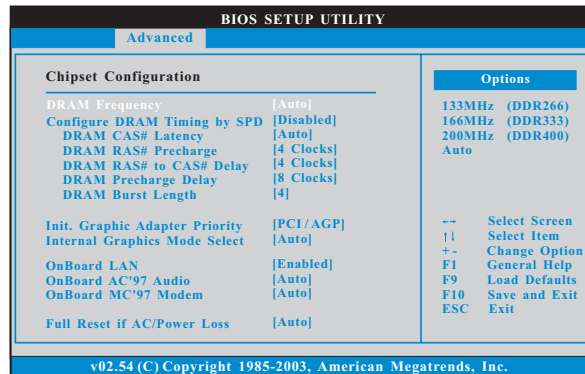 BIOS SETUP UTILITY
Advanced
Chipset Configuration
DRAM Frequency [Auto]
Configure DRAM Timing by SPD [Disabled]
DRAM CAS# Latency [Auto]
DRAM RAS# Precharge [4 Clocks]
DRAM RAS# to CAS# Delay [4 Clocks]
DRAM Precharge Delay [8 Clocks]
DRAM Burst Length [4]
Init. Graphic Adapter Priority [PCI/AGP]
Internal Graphics Mode Select [Auto]
OnBoard LAN [Enabled]
OnBoard AC'97 Audio [Auto]
OnBoard MC'97 Modem [Auto]
Full Reset if AC/Power Loss [Auto]
Options
133MHz (DDR266)
166MHz (DDR333)
200MHz (DDR400)
Auto
←→ Select Screen
↑↓ Select Item
+- Change Option
F1 General Help
F9 Load Defaults
F10 Save and Exit
ESC Exit
v02.54 (C) Copyright 1985-2003, American Megatrends, Inc.